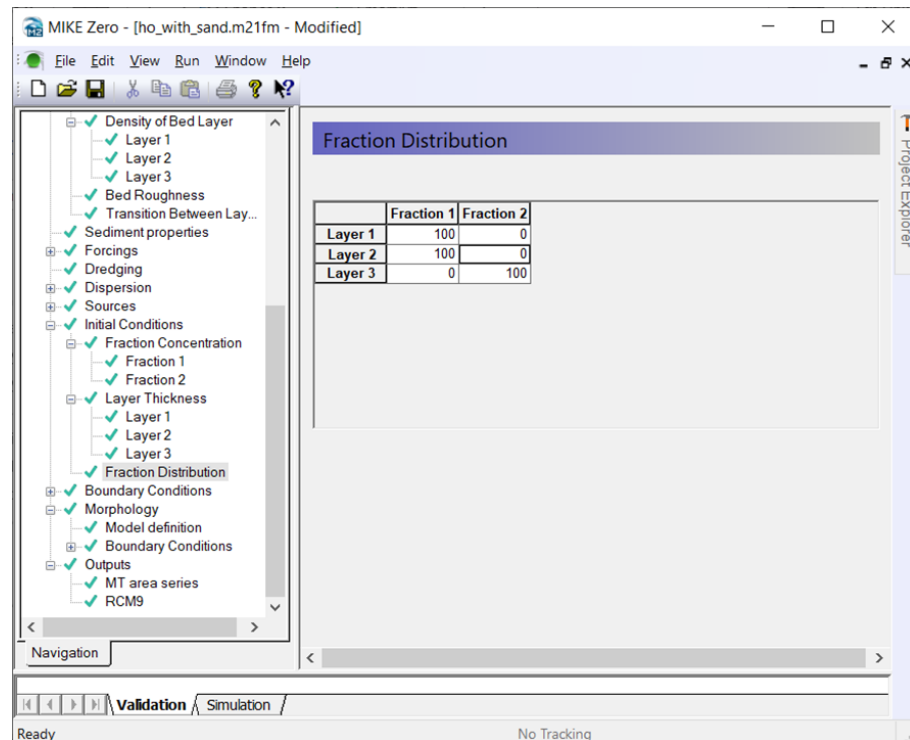 MIKE Zero - [ho_with_sand.m21fm - Modified]
File Edit View Run Window Help
Density of Bed Layer
Layer 1
Layer 2
Layer 3
Bed Roughness
Transition Between Lay...
Sediment properties
Forcings
Dredging
Dispersion
Sources
Initial Conditions
Fraction Concentration
Fraction 1
Fraction 2
Layer Thickness
Layer 1
Layer 2
Layer 3
Fraction Distribution
Boundary Conditions
Morphology
Model definition
Boundary Conditions
Outputs
MT area series
RCM9
Navigation
Fraction Distribution
Fraction 1 Fraction 2
Layer 1 100 0
Layer 2 100 0
Layer 3 0 100
Project Explorer
Validation Simulation
Ready No Tracking